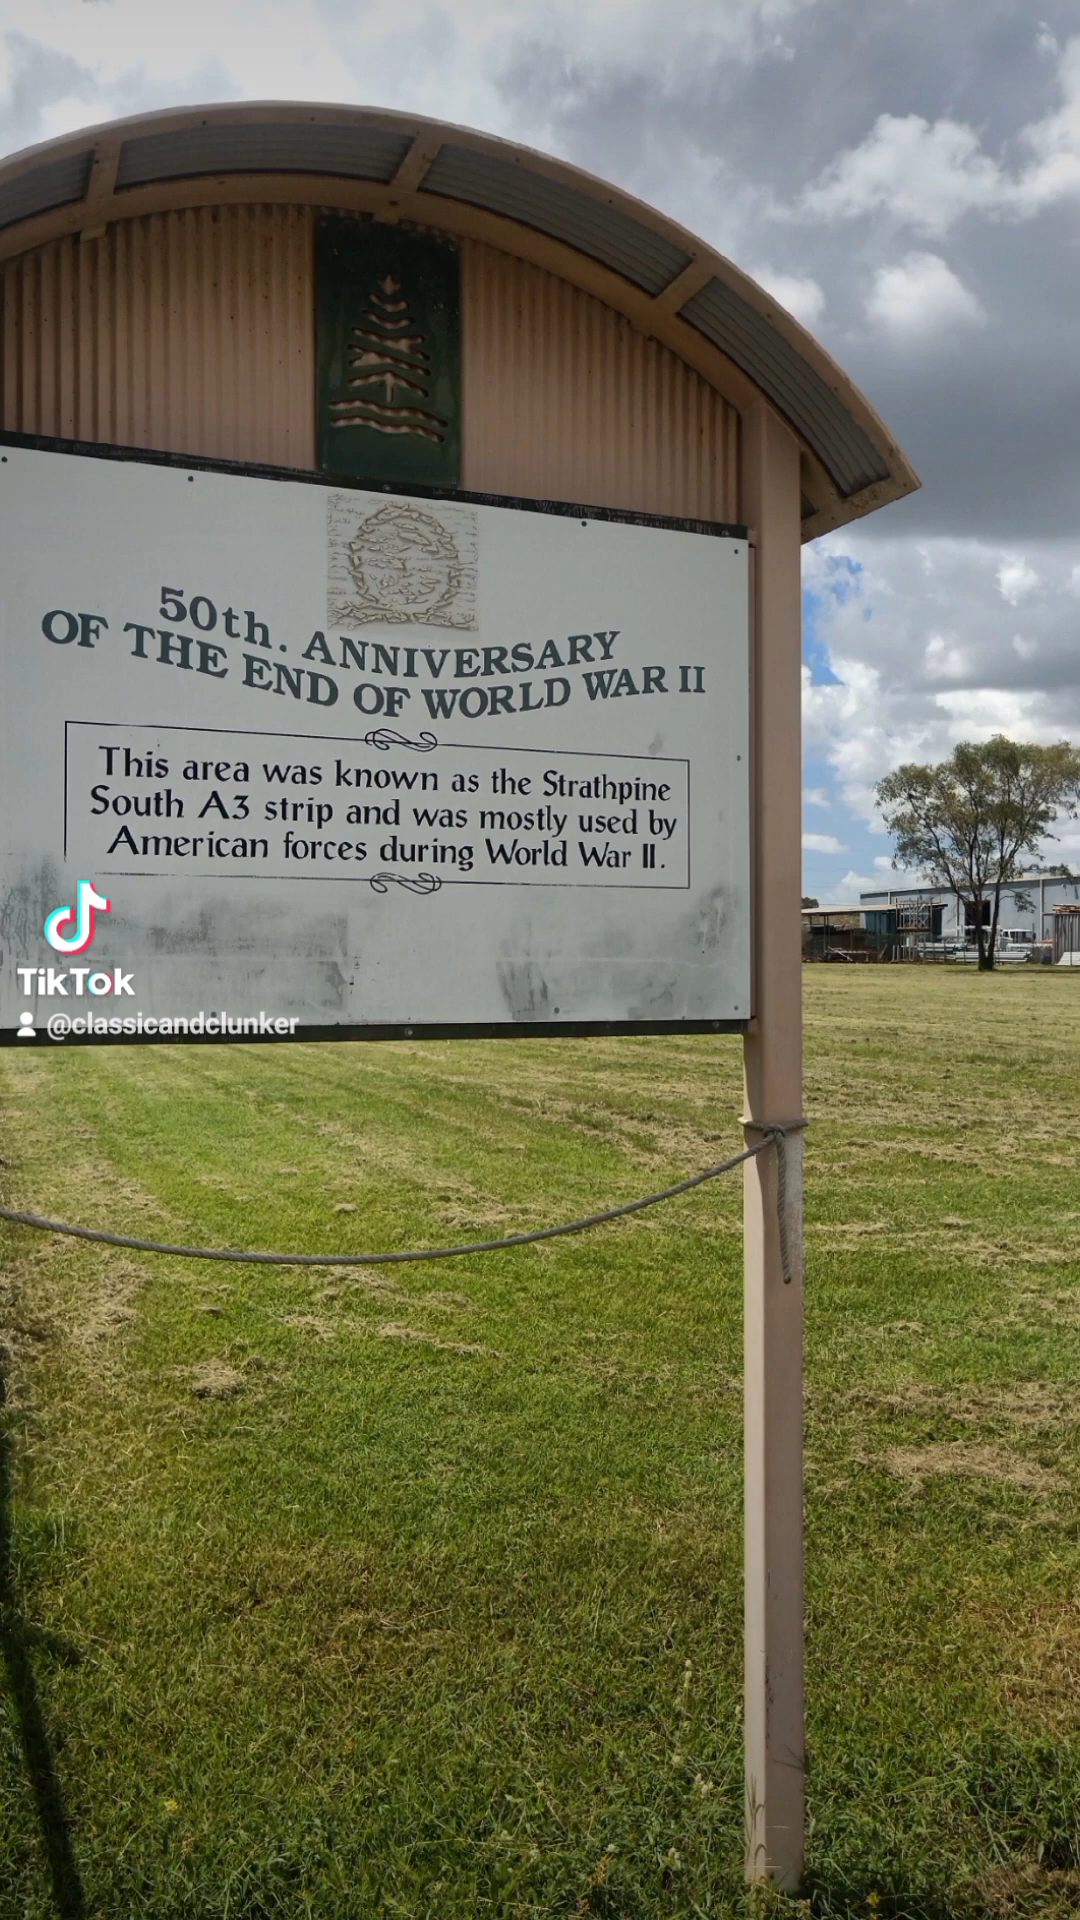 50th. ANNIVERSARY
OF THE END OF WORLD WAR II
This area was known as the Strathpine
South A3 strip and was mostly used by
American forces during World War II.
TikTok
@classicandclunker